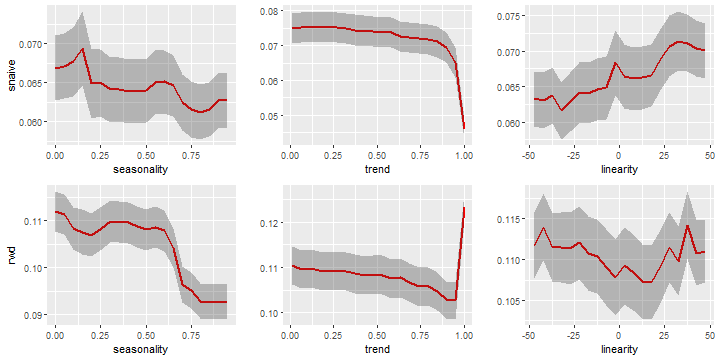 snaive
0.070
0.065
0.060
0.00 0.25 0.50 0.75
seasonality
0.08
0.07
0.06
0.05
0.00 0.25 0.50 0.75 1.00
trend
0.075
0.070
0.065
0.060
-50 -25 0 25 50
linearity
rwd
0.11
0.10
0.09
0.00 0.25 0.50 0.75
seasonality
0.12
0.11
0.10
0.00 0.25 0.50 0.75 1.00
trend
0.115
0.110
0.105
-50 -25 0 25 50
linearity